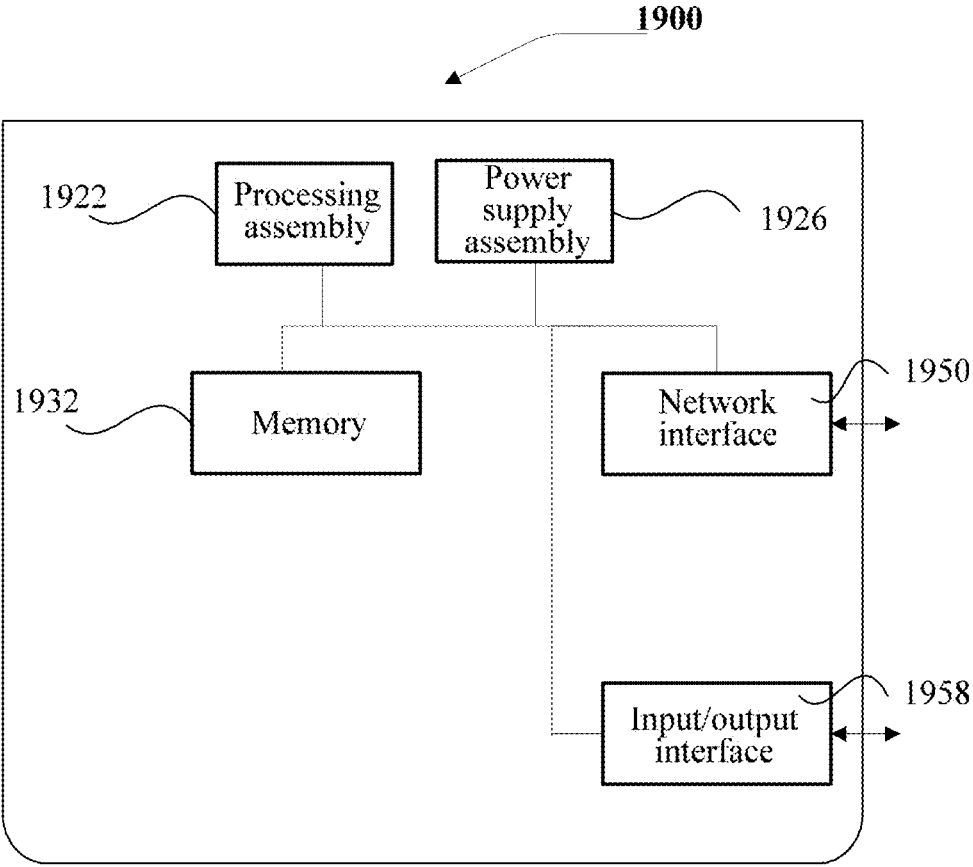 1900
1922
Processing
assembly
Power
supply
assembly
1926
1932
Memory
Network
interface
1950
Input/output
interface
1958